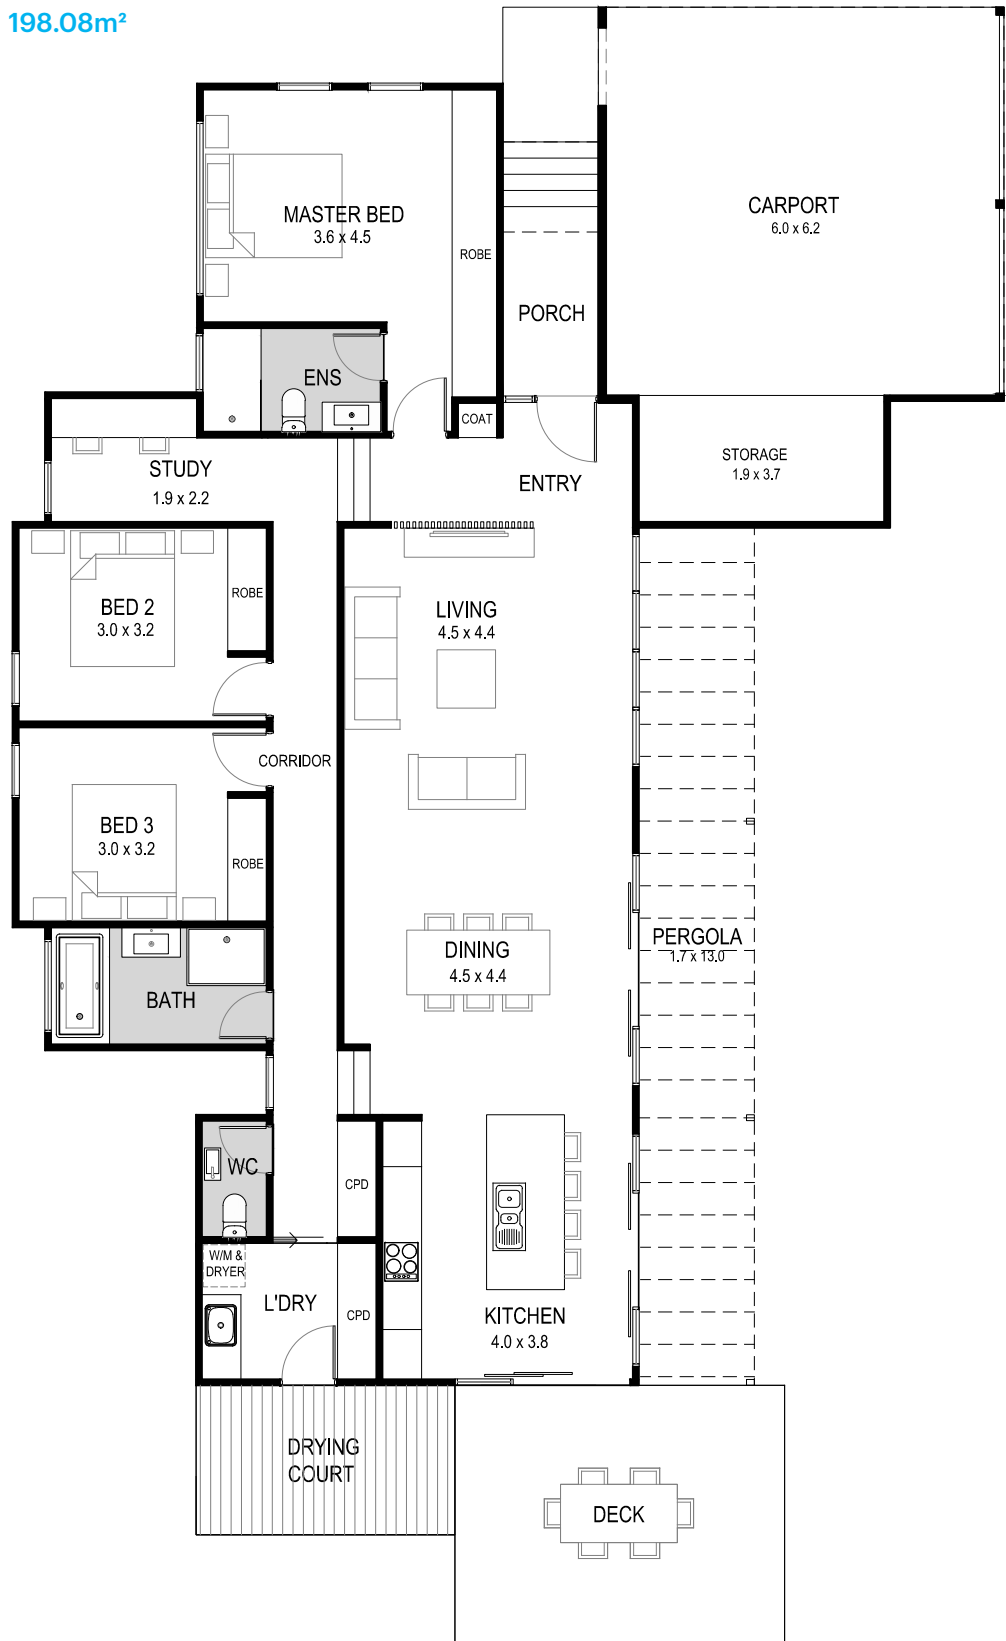 198.08m²
MASTER BED
3.6 x 4.5
ROBE
CARPORT
6.0 x 6.2
PORCH
ENS
COAT
STUDY
1.9 x 2.2
ENTRY
STORAGE
1.9 x 3.7
BED 2
3.0 x 3.2
ROBE
LIVING
4.5 x 4.4
CORRIDOR
BED 3
3.0 x 3.2
ROBE
DINING
4.5 x 4.4
PERGOLA
1.7 x 13.0
BATH
WC
CPD
W/M &
DRYER
L'DRY
CPD
KITCHEN
4.0 x 3.8
DRYING
COURT
DECK